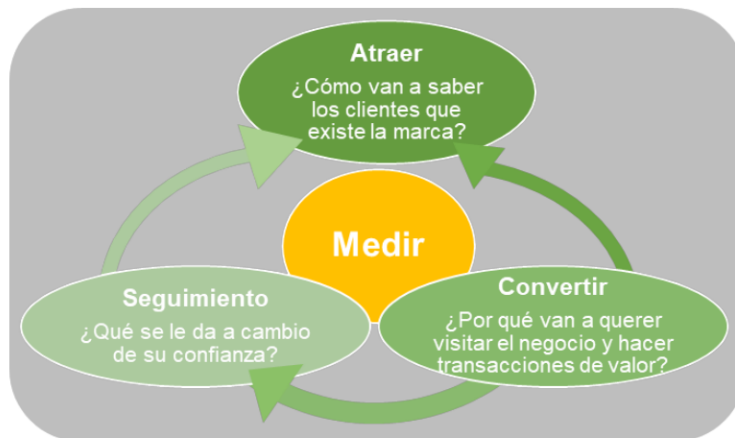 Atraer
¿Cómo van a saber
los clientes que
existe la marca?
Medir
Seguimiento
¿Qué se le da a cambio
de su confianza?
Convertir
¿Por qué van a querer
visitar el negocio y hacer
transacciones de valor?